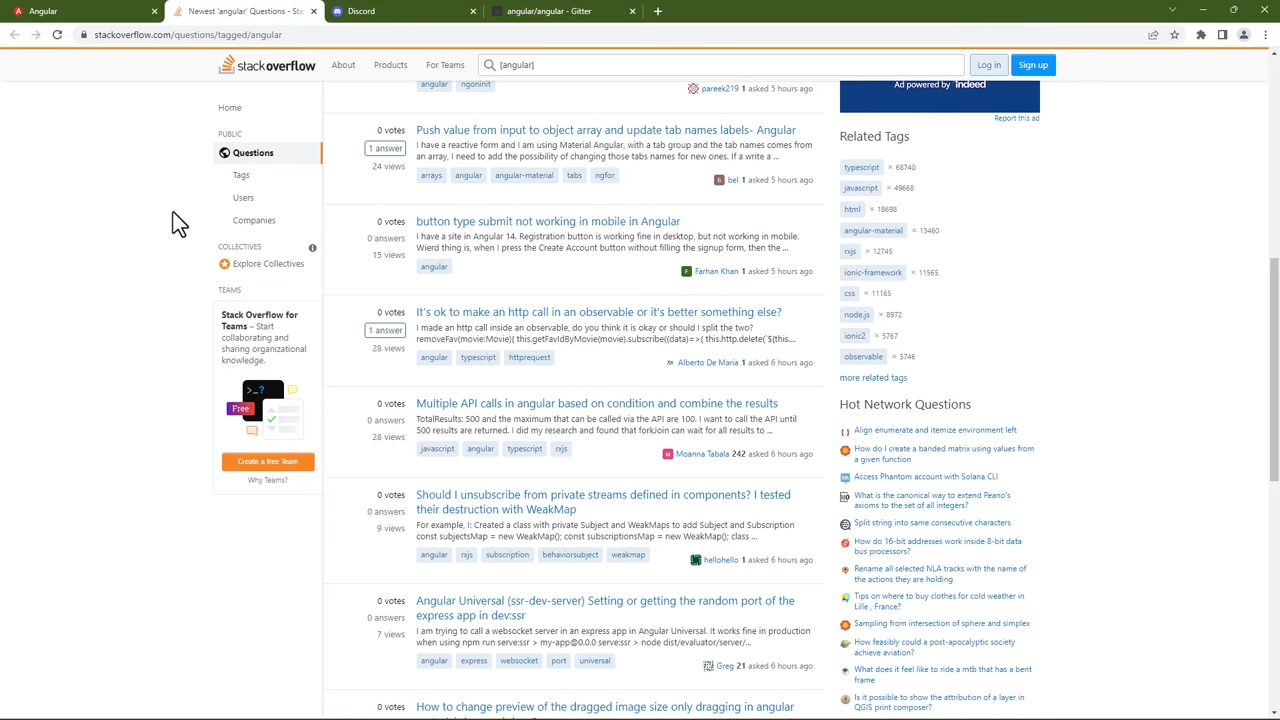 Angular
Newest 'angular' Questions - Sta
Discord
angular/angular - Gitter
stackoverflow.com/questions/tagged/angular
stackoverflow
About
Products
For Teams
[angular]
Log in
Sign up
Home
PUBLIC
Questions
Tags
Users
Companies
COLLECTIVES
Explore Collectives
TEAMS
Stack Overflow for
Teams – Start
collaborating and
sharing organizational
knowledge.
Free
Create a free Team
Why Teams?
angular ngoninit
pareek219 1 asked 5 hours ago
0 votes
1 answer
24 views
Push value from input to object array and update tab names labels- Angular
I have a reactive form and I am using Material Angular, with a tab group and the tab names comes from
an array, I need to add the possibility of changing those tabs names for new ones. If a write a ...
arrays angular angular-material tabs ngfor
bel 1 asked 5 hours ago
0 votes
0 answers
15 views
button type submit not working in mobile in Angular
I have a site in Angular 14. Registration button is working fine in desktop, but not working in mobile.
Wierd thing is, when I press the Create Account button without filling the signup form, then the ...
angular
Farhan Khan 1 asked 5 hours ago
0 votes
1 answer
28 views
It's ok to make an http call in an observable or it's better something else?
I made an http call inside an observable, do you think it is okay or should I split the two?
removeFav(movie:Movie){ this.getFavIdByMovie(movie).subscribe((data)=>{ this.http.delete(`${this....
angular typescript httprequest
Alberto De Maria 1 asked 6 hours ago
0 votes
0 answers
28 views
Multiple API calls in angular based on condition and combine the results
TotalResults: 500 and the maximum that can be called via the API are 100. I want to call the API until
500 results are returned. I did my research and found that forkJoin can wait for all results to ...
javascript angular typescript rxjs
Moanna Tabala 242 asked 6 hours ago
0 votes
0 answers
9 views
Should I unsubscribe from private streams defined in components? I tested
their destruction with WeakMap
For example, I: Created a class with private Subject and WeakMaps to add Subject and Subscription
const subjectsMap = new WeakMap(); const subscriptionsMap = new WeakMap(); class ...
angular rxjs subscription behaviorsubject weakmap
hellohello 1 asked 6 hours ago
0 votes
0 answers
7 views
Angular Universal (ssr-dev-server) Setting or getting the random port of the
express app in dev:ssr
I am trying to call a websocket server in an express app in Angular Universal. It works fine in production
when using npm run serve:ssr > my-app@0.0.0 serve:ssr > node dist/evaluator/server/...
angular express websocket port universal
Greg 21 asked 6 hours ago
0 votes
How to change preview of the dragged image size only dragging in angular
Ad powered by indeed
Report this ad
Related Tags
typescript × 68740
javascript × 49668
html × 18698
angular-material × 13460
rxjs × 12745
ionic-framework × 11565
css × 11165
node.js × 8972
ionic2 × 5767
observable × 5746
more related tags
Hot Network Questions
Align enumerate and itemize environment left
How do I create a banded matrix using values from
a given function
Access Phantom account with Solana CLI
What is the canonical way to extend Peano's
axioms to the set of all integers?
Split string into same consecutive characters
How do 16-bit addresses work inside 8-bit data
bus processors?
Rename all selected NLA tracks with the name of
the actions they are holding
Tips on where to buy clothes for cold weather in
Lille , France?
Sampling from intersection of sphere and simplex
How feasibly could a post-apocalyptic society
achieve aviation?
What does it feel like to ride a mtb that has a bent
frame
Is it possible to show the attribution of a layer in
QGIS print composer?